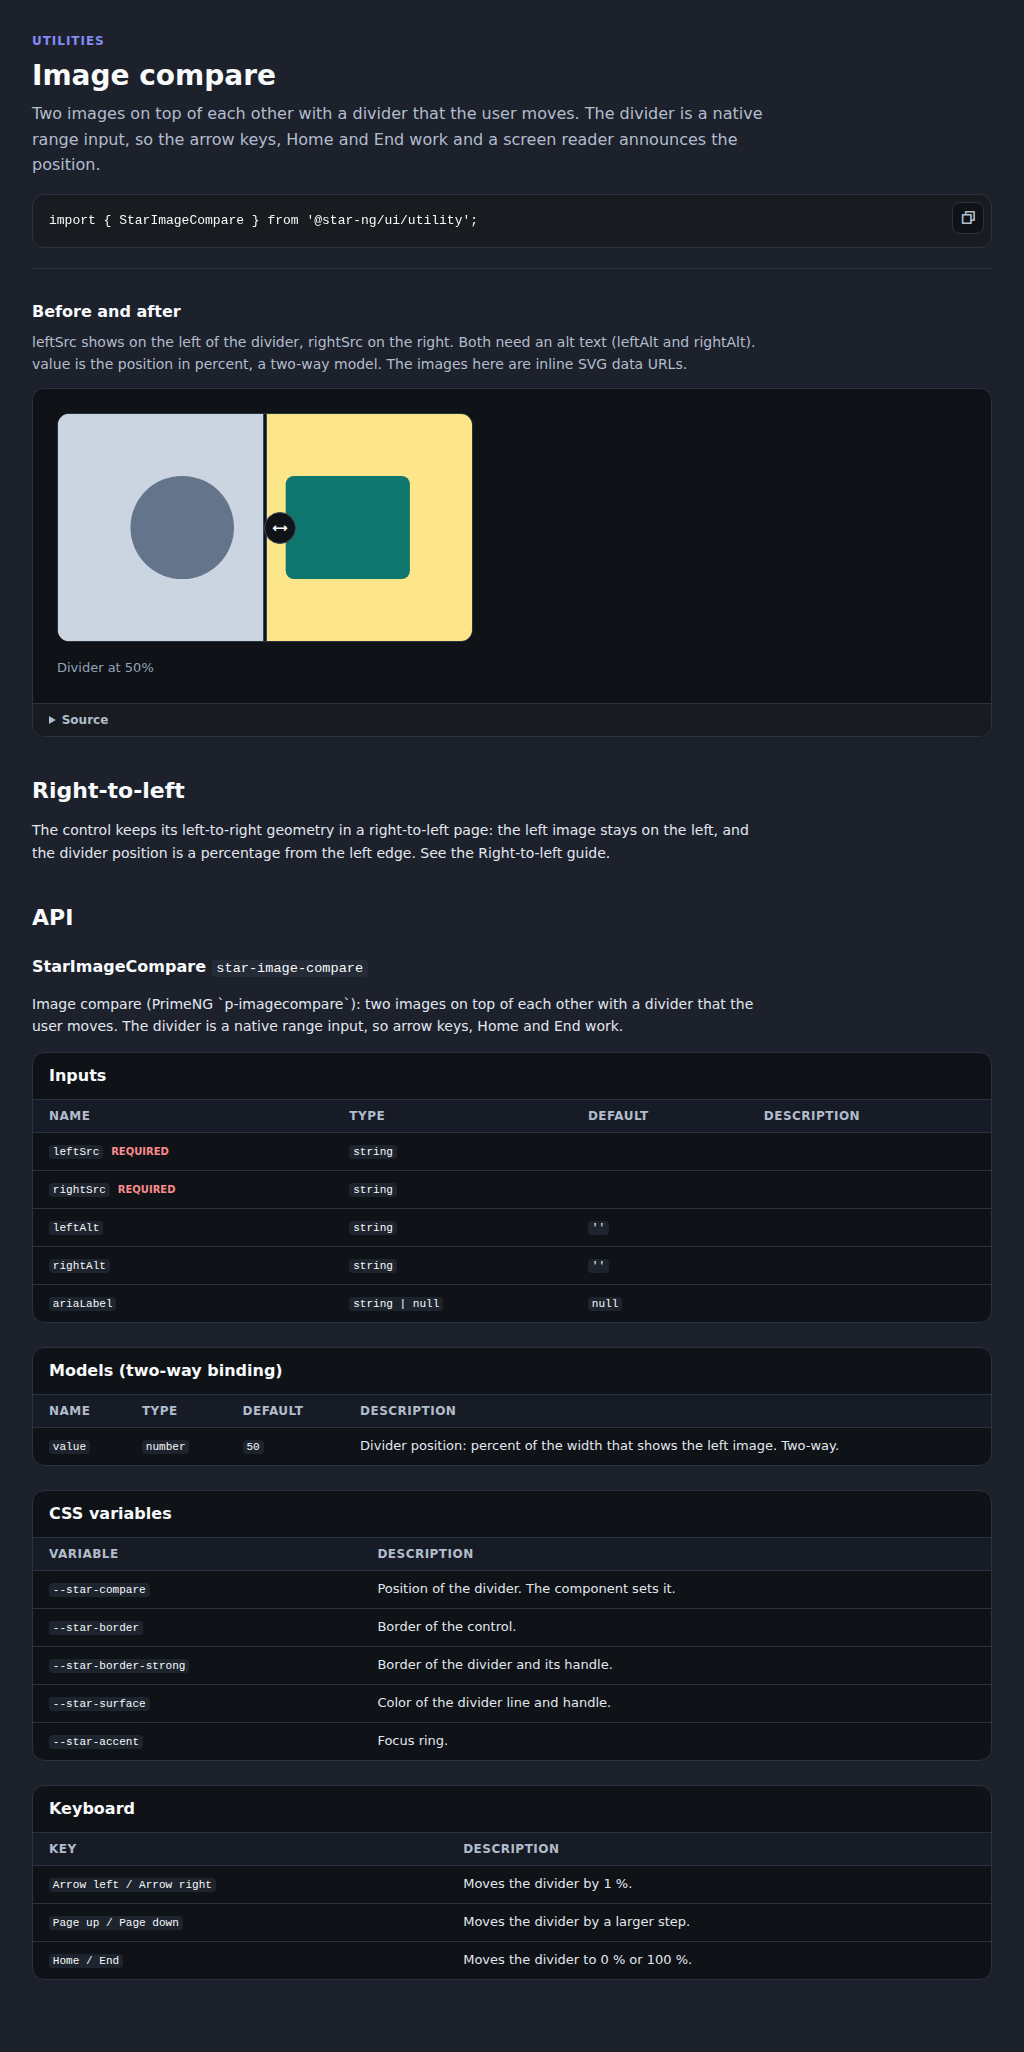 UTILITIES
Image compare
Two images on top of each other with a divider that the user moves. The divider is a native
range input, so the arrow keys, Home and End work and a screen reader announces the
position.
import { StarImageCompare } from '@star-ng/ui/utility';
Before and after
leftSrc shows on the left of the divider, rightSrc on the right. Both need an alt text (leftAlt and rightAlt).
value is the position in percent, a two-way model. The images here are inline SVG data URLs.
Divider at 50%
Source
Right-to-left
The control keeps its left-to-right geometry in a right-to-left page: the left image stays on the left, and
the divider position is a percentage from the left edge. See the Right-to-left guide.
API
StarImageCompare star-image-compare
Image compare (PrimeNG `p-imagecompare`): two images on top of each other with a divider that the
user moves. The divider is a native range input, so arrow keys, Home and End work.
Inputs
NAME TYPE DEFAULT DESCRIPTION
leftSrc REQUIRED string
rightSrc REQUIRED string
leftAlt string ''
rightAlt string ''
ariaLabel string | null null
Models (two-way binding)
NAME TYPE DEFAULT DESCRIPTION
value number 50 Divider position: percent of the width that shows the left image. Two-way.
CSS variables
VARIABLE DESCRIPTION
--star-compare Position of the divider. The component sets it.
--star-border Border of the control.
--star-border-strong Border of the divider and its handle.
--star-surface Color of the divider line and handle.
--star-accent Focus ring.
Keyboard
KEY DESCRIPTION
Arrow left / Arrow right Moves the divider by 1 %.
Page up / Page down Moves the divider by a larger step.
Home / End Moves the divider to 0 % or 100 %.